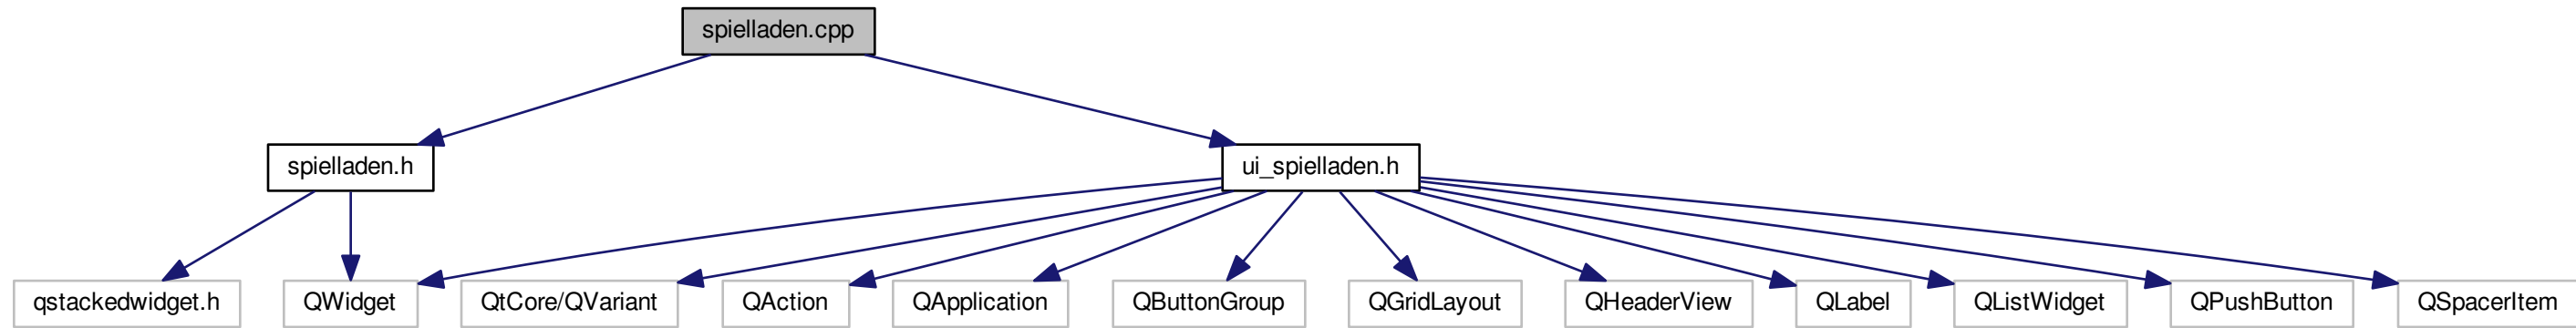 spielladen.cpp
spielladen.h
ui_spielladen.h
qstackedwidget.h
QWidget
QtCore/QVariant
QAction
QApplication
QButtonGroup
QGridLayout
QHeaderView
QLabel
QListWidget
QPushButton
QSpacerItem